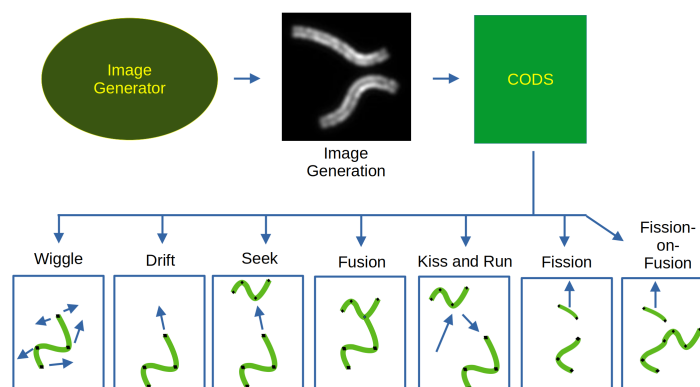 Image
Generator
CODS
Image
Generation
Wiggle
Drift
Seek
Fusion
Kiss and Run
Fission
Fission-
on-
Fusion